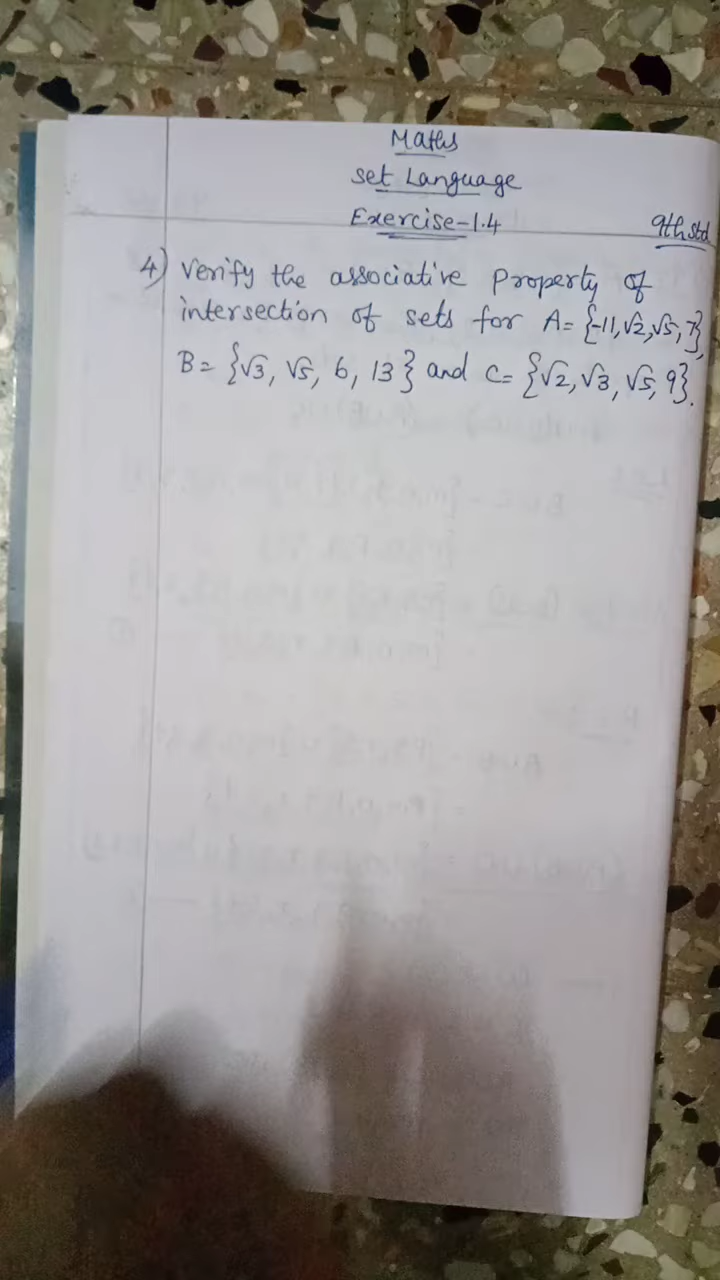 Maths
set Language
Exercise-1.4
9th std
4) Verify the associative Property of
intersection of sets for A= {-11, √2, √5, 7},
B= {√3, √5, 6, 13} and C= {√2, √3, √5, 9}.